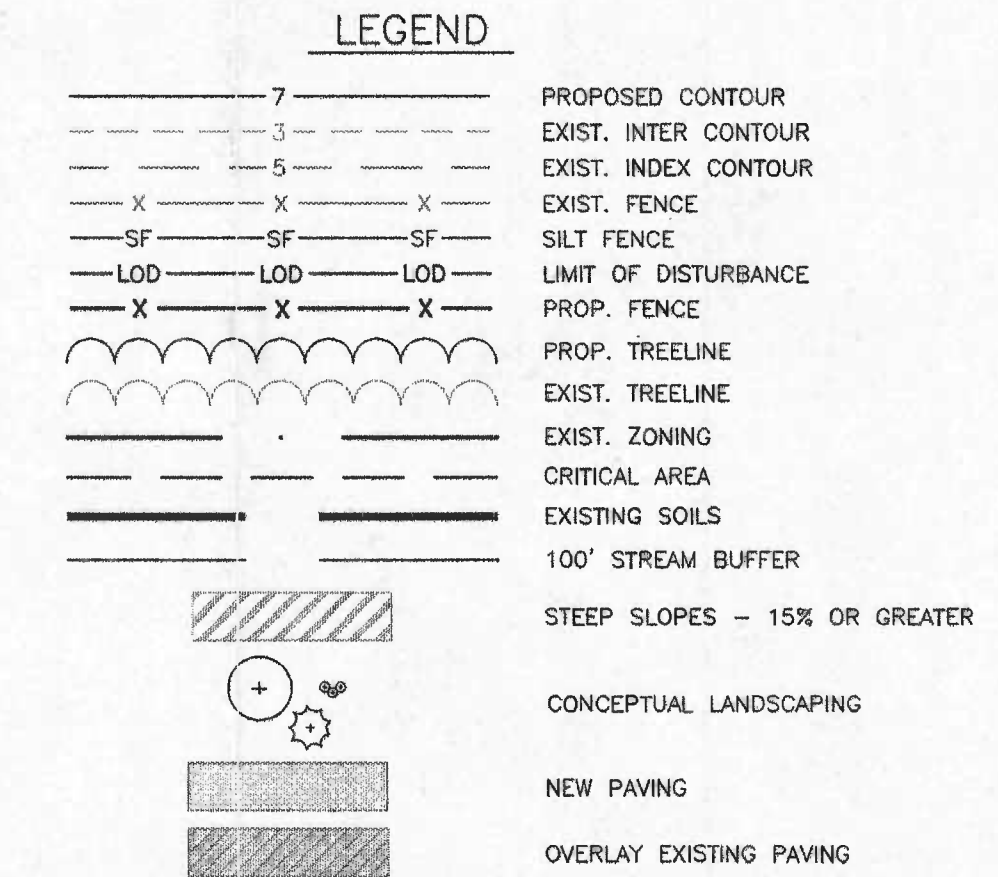 LEGEND
7 PROPOSED CONTOUR
3 EXIST. INTER CONTOUR
5 EXIST. INDEX CONTOUR
X X X EXIST. FENCE
SF SF SF SILT FENCE
LOD LOD LOD LIMIT OF DISTURBANCE
X X X PROP. FENCE
PROP. TREELINE
EXIST. TREELINE
EXIST. ZONING
CRITICAL AREA
EXISTING SOILS
100' STREAM BUFFER
STEEP SLOPES – 15% OR GREATER
CONCEPTUAL LANDSCAPING
NEW PAVING
OVERLAY EXISTING PAVING